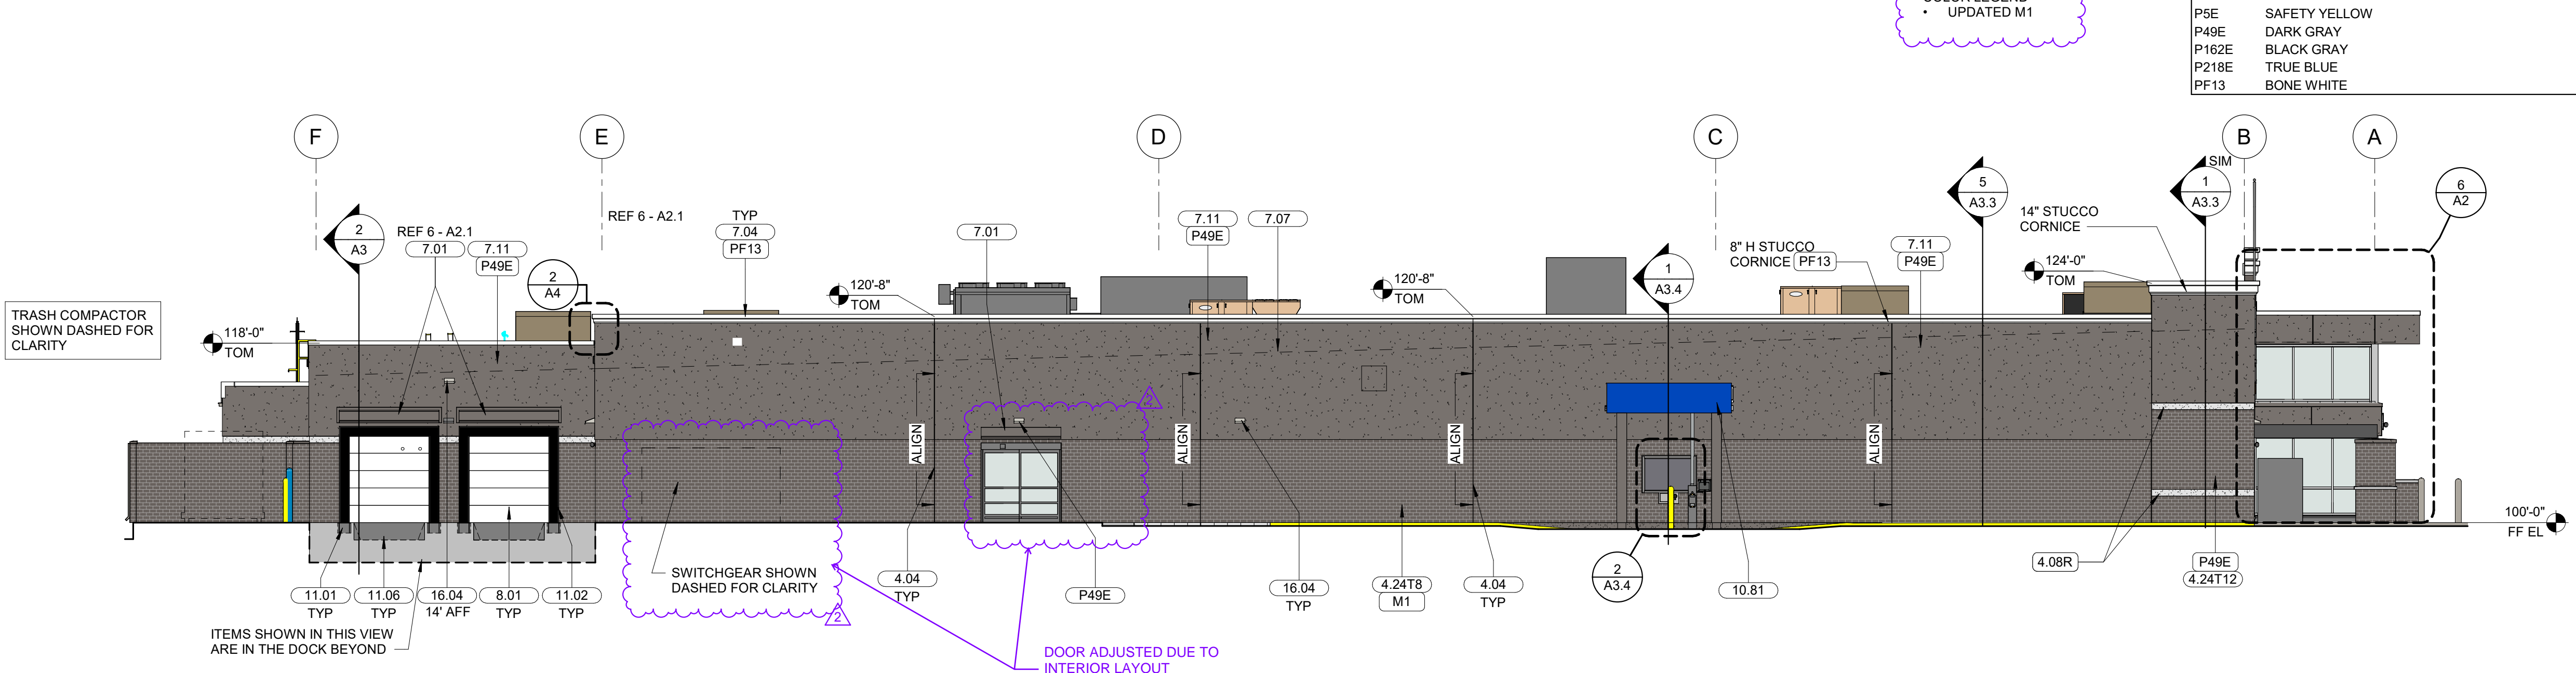 • UPDATED M1
P5E SAFETY YELLOW
P49E DARK GRAY
P162E BLACK GRAY
P218E TRUE BLUE
PF13 BONE WHITE
F
E
D
C
B
A
SIM
2
A3
REF 6 - A2.1
7.01
7.11
P49E
2
A4
REF 6 - A2.1
TYP
7.04
PF13
120'-8"
TOM
7.01
7.11
P49E
7.07
120'-8"
TOM
1
A3.4
8" H STUCCO
CORNICE
PF13
7.11
P49E
5
A3.3
14" STUCCO
CORNICE
124'-0"
TOM
1
A3.3
6
A2
TRASH COMPACTOR
SHOWN DASHED FOR
CLARITY
118'-0"
TOM
2
ALIGN
ALIGN
ALIGN
ALIGN
100'-0"
FF EL
11.01
TYP
11.06
TYP
16.04
14' AFF
8.01
TYP
11.02
TYP
ITEMS SHOWN IN THIS VIEW
ARE IN THE DOCK BEYOND
SWITCHGEAR SHOWN
DASHED FOR CLARITY
2
4.04
TYP
P49E
DOOR ADJUSTED DUE TO
INTERIOR LAYOUT
16.04
TYP
4.24T8
M1
4.04
TYP
2
A3.4
10.81
4.08R
P49E
4.24T12